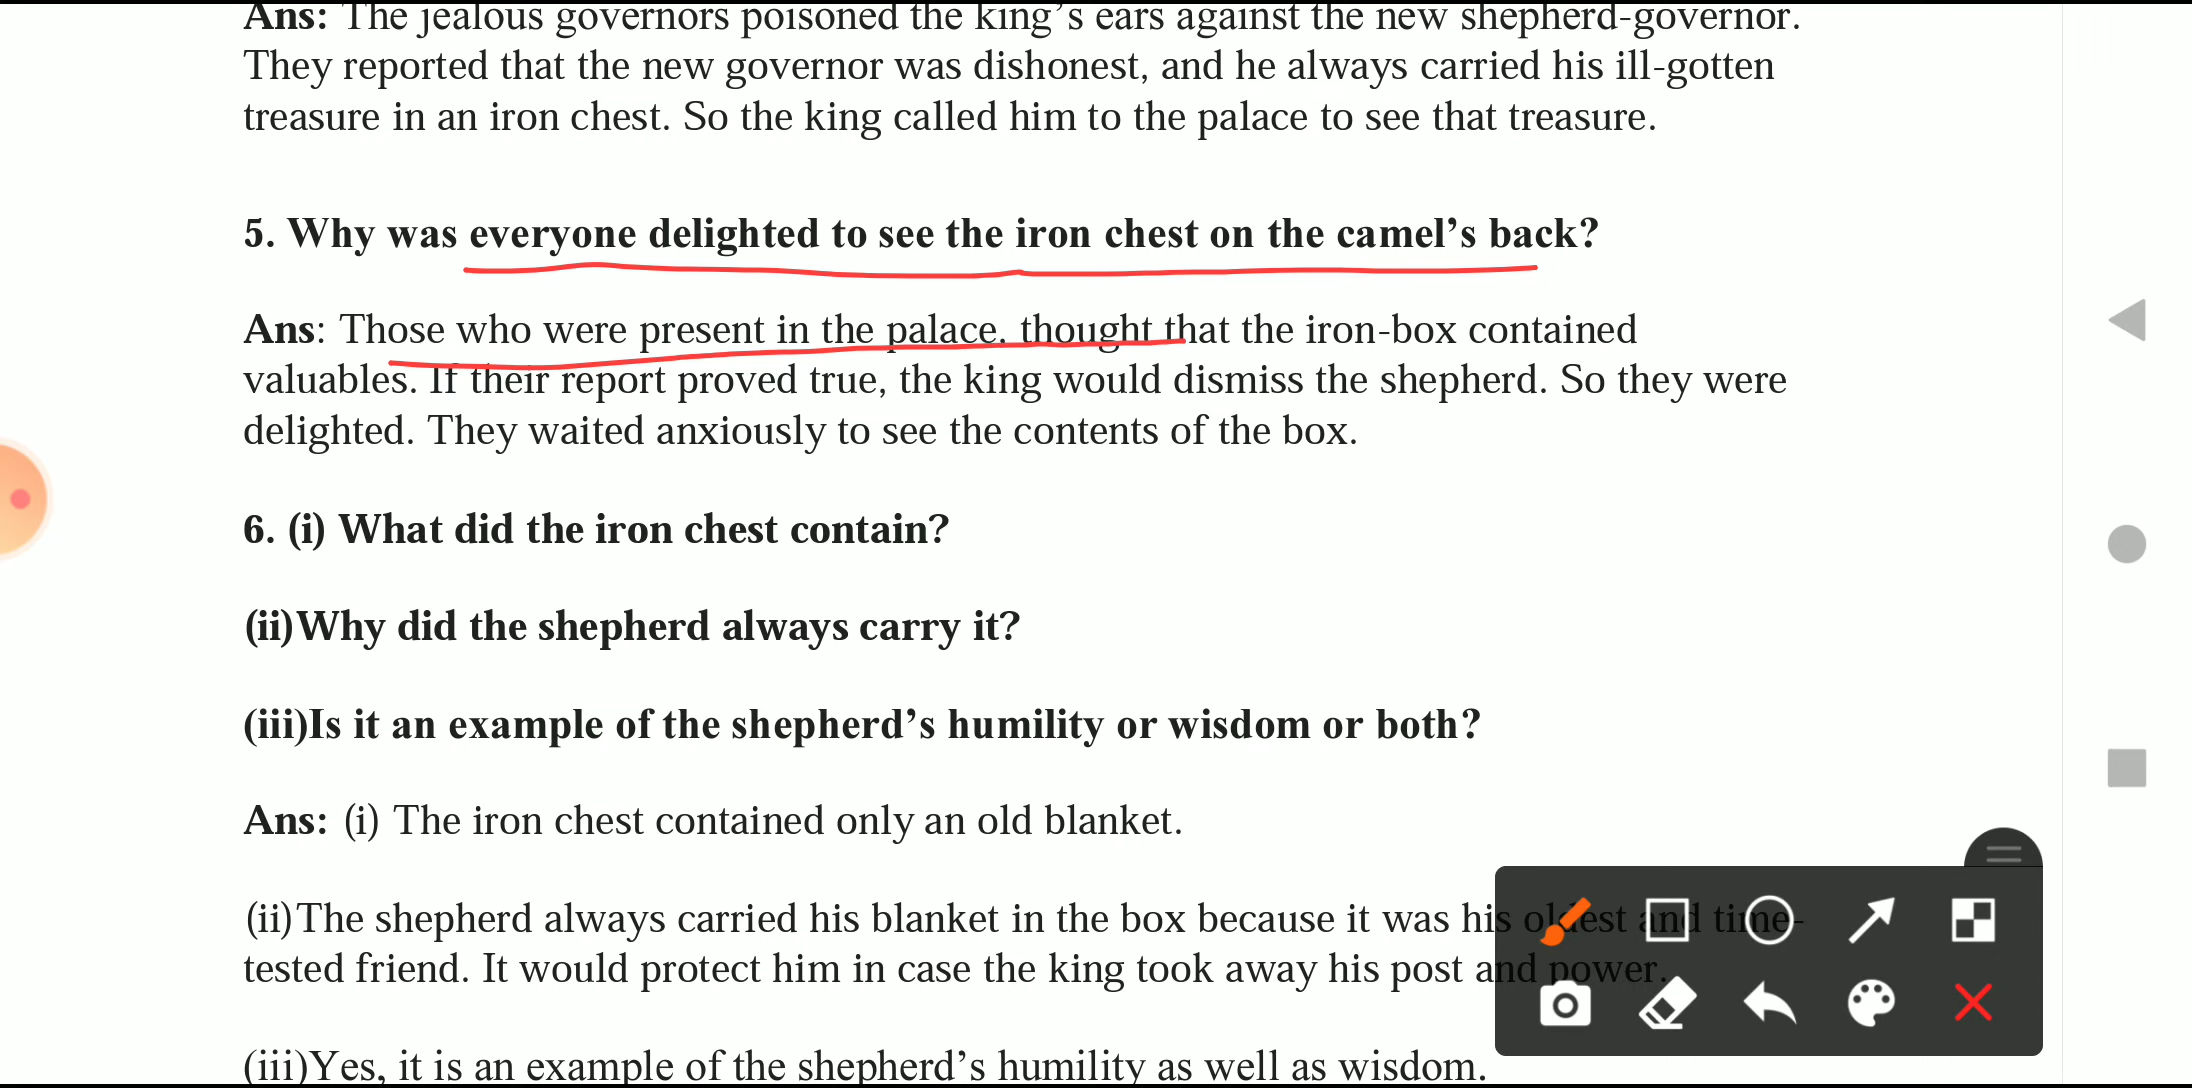 Ans: The jealous governors poisoned the king’s ears against the new shepherd-governor.
They reported that the new governor was dishonest, and he always carried his ill-gotten
treasure in an iron chest. So the king called him to the palace to see that treasure.
5. Why was everyone delighted to see the iron chest on the camel’s back?
Ans: Those who were present in the palace, thought that the iron-box contained
valuables. If their report proved true, the king would dismiss the shepherd. So they were
delighted. They waited anxiously to see the contents of the box.
6. (i) What did the iron chest contain?
(ii)Why did the shepherd always carry it?
(iii)Is it an example of the shepherd’s humility or wisdom or both?
Ans: (i) The iron chest contained only an old blanket.
(ii)The shepherd always carried his blanket in the box because it was his oldest and time-
tested friend. It would protect him in case the king took away his post and power.
(iii)Yes, it is an example of the shepherd’s humility as well as wisdom.